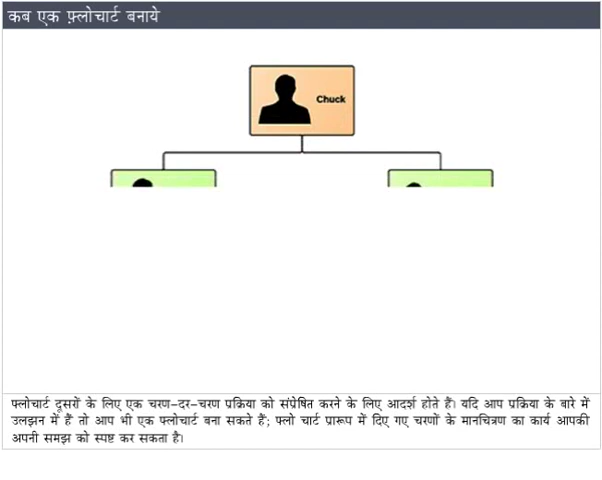 कब एक फ़्लोचार्ट बनाये
Chuck
फ्लोचार्ट दूसरों के लिए एक चरण-दर-चरण प्रक्रिया को संप्रेषित करने के लिए आदर्श होते हैं। यदि आप प्रक्रिया के बारे में
उलझन में हैं तो आप भी एक फ्लोचार्ट बना सकते हैं; फ्लो चार्ट प्रारूप में दिए गए चरणों के मानचित्रण का कार्य आपकी
अपनी समझ को स्पष्ट कर सकता है।